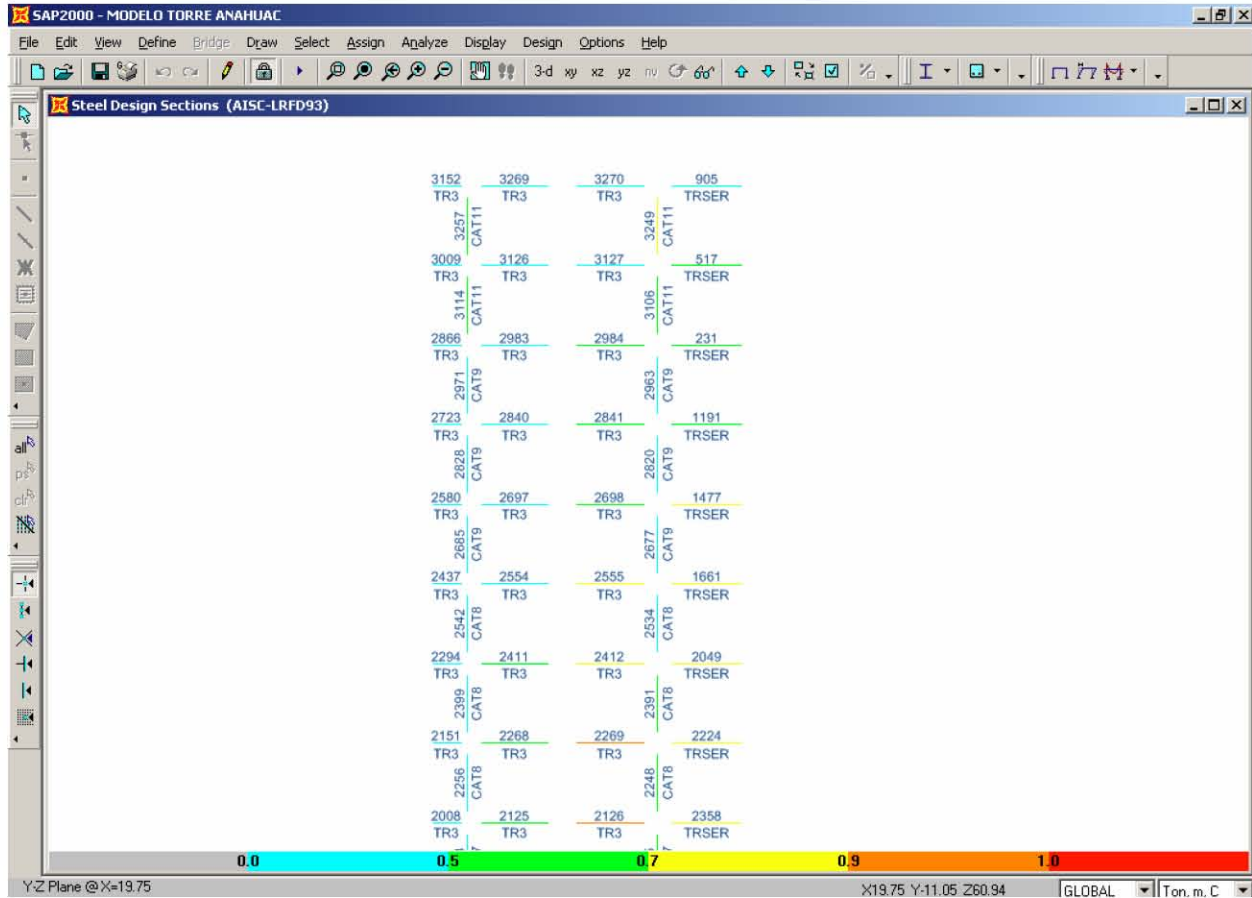 SAP2000 - MODELO TORRE ANAHUAC
File Edit View Define Bridge Draw Select Assign Analyze Display Design Options Help
3-d xy xz yz nv
Steel Design Sections (AISC-LRFD93)
3152 3269 3270 905
TR3 TR3 TR3 TRSER
3257 CAT11 3249 CAT11
3009 3126 3127 517
TR3 TR3 TR3 TRSER
3114 CAT11 3106 CAT11
2866 2983 2984 231
TR3 TR3 TR3 TRSER
2971 CAT9 2963 CAT9
2723 2840 2841 1191
TR3 TR3 TR3 TRSER
2828 CAT9 2820 CAT9
2580 2697 2698 1477
TR3 TR3 TR3 TRSER
2685 CAT9 2677 CAT9
2437 2554 2555 1661
TR3 TR3 TR3 TRSER
2542 CAT8 2534 CAT8
2294 2411 2412 2049
TR3 TR3 TR3 TRSER
2399 CAT8 2391 CAT8
2151 2268 2269 2224
TR3 TR3 TR3 TRSER
2256 CAT8 2248 CAT8
2008 2125 2126 2358
TR3 TR3 TR3 TRSER
0.0 0.5 0.7 0.9 1.0
all
ps
clr
Y-Z Plane @ X=19.75 X19.75 Y-11.05 Z60.94 GLOBAL Ton, m, C